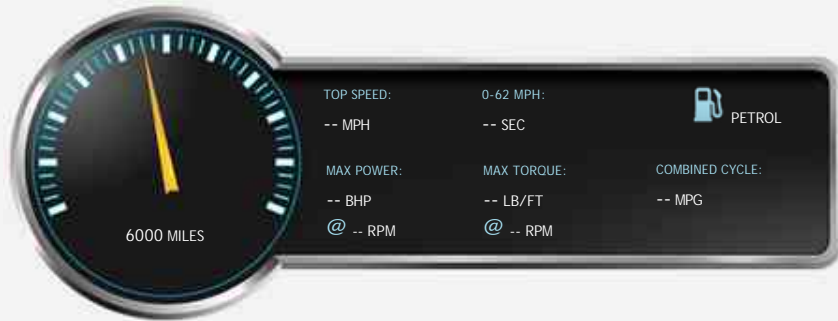 TOP SPEED:
-- MPH
0-62 MPH:
-- SEC
PETROL
MAX POWER:
-- BHP
@ -- RPM
MAX TORQUE:
-- LB/FT
@ -- RPM
COMBINED CYCLE:
-- MPG
6000 MILES